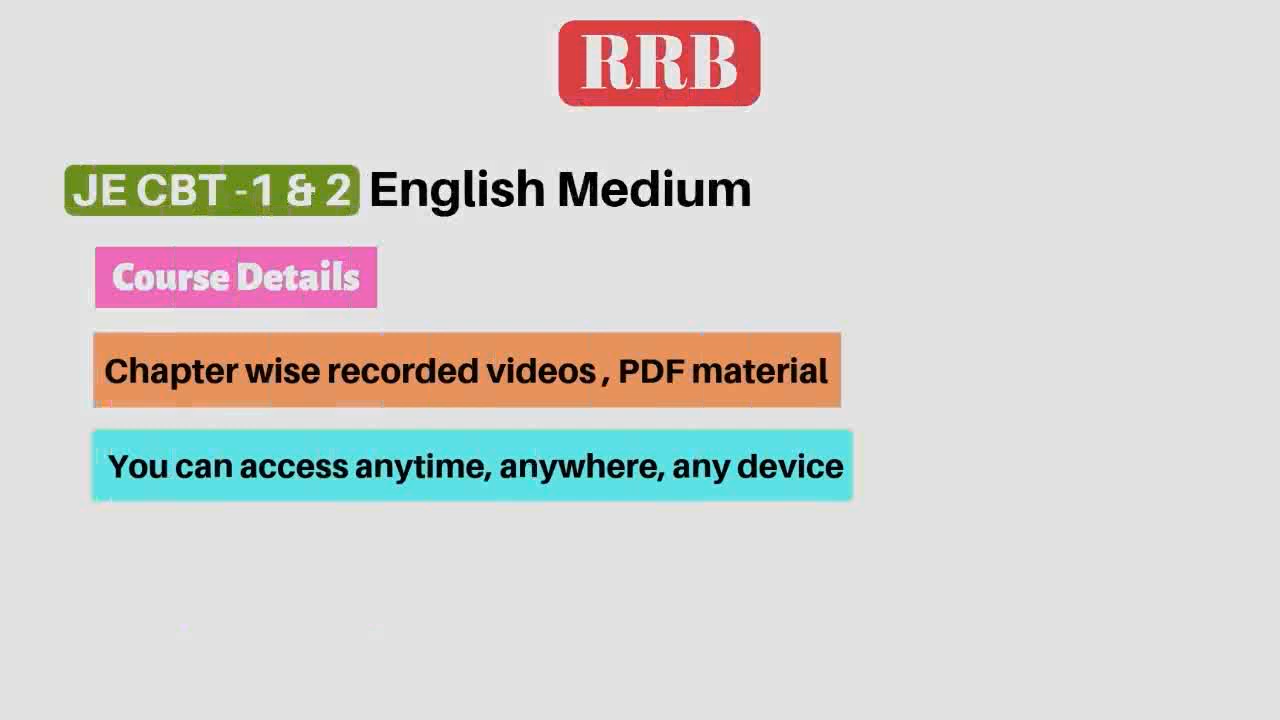 RRB
JE CBT -1 & 2 English Medium
Course Details
Chapter wise recorded videos , PDF material
You can access anytime, anywhere, any device